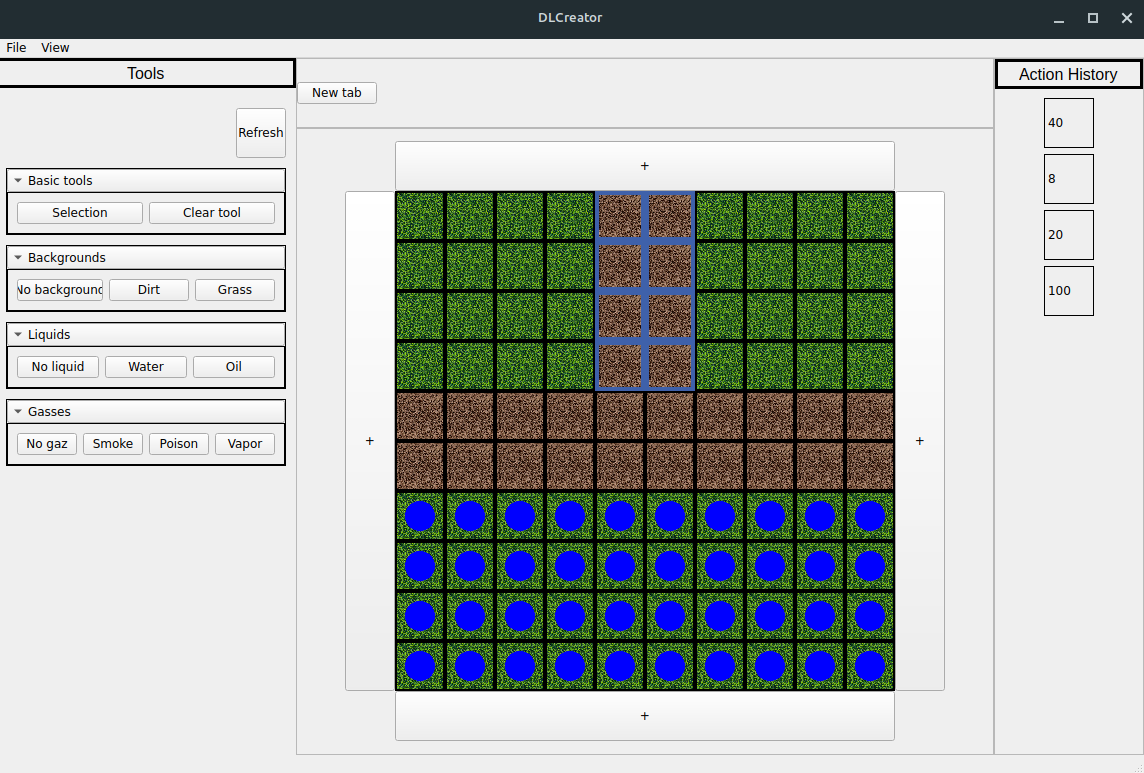 DLCreator
File View
Tools
Refresh
Basic tools
Selection Clear tool
Backgrounds
No background Dirt Grass
Liquids
No liquid Water Oil
Gasses
No gaz Smoke Poison Vapor
New tab
+
+
+
+
Action History
40
8
20
100